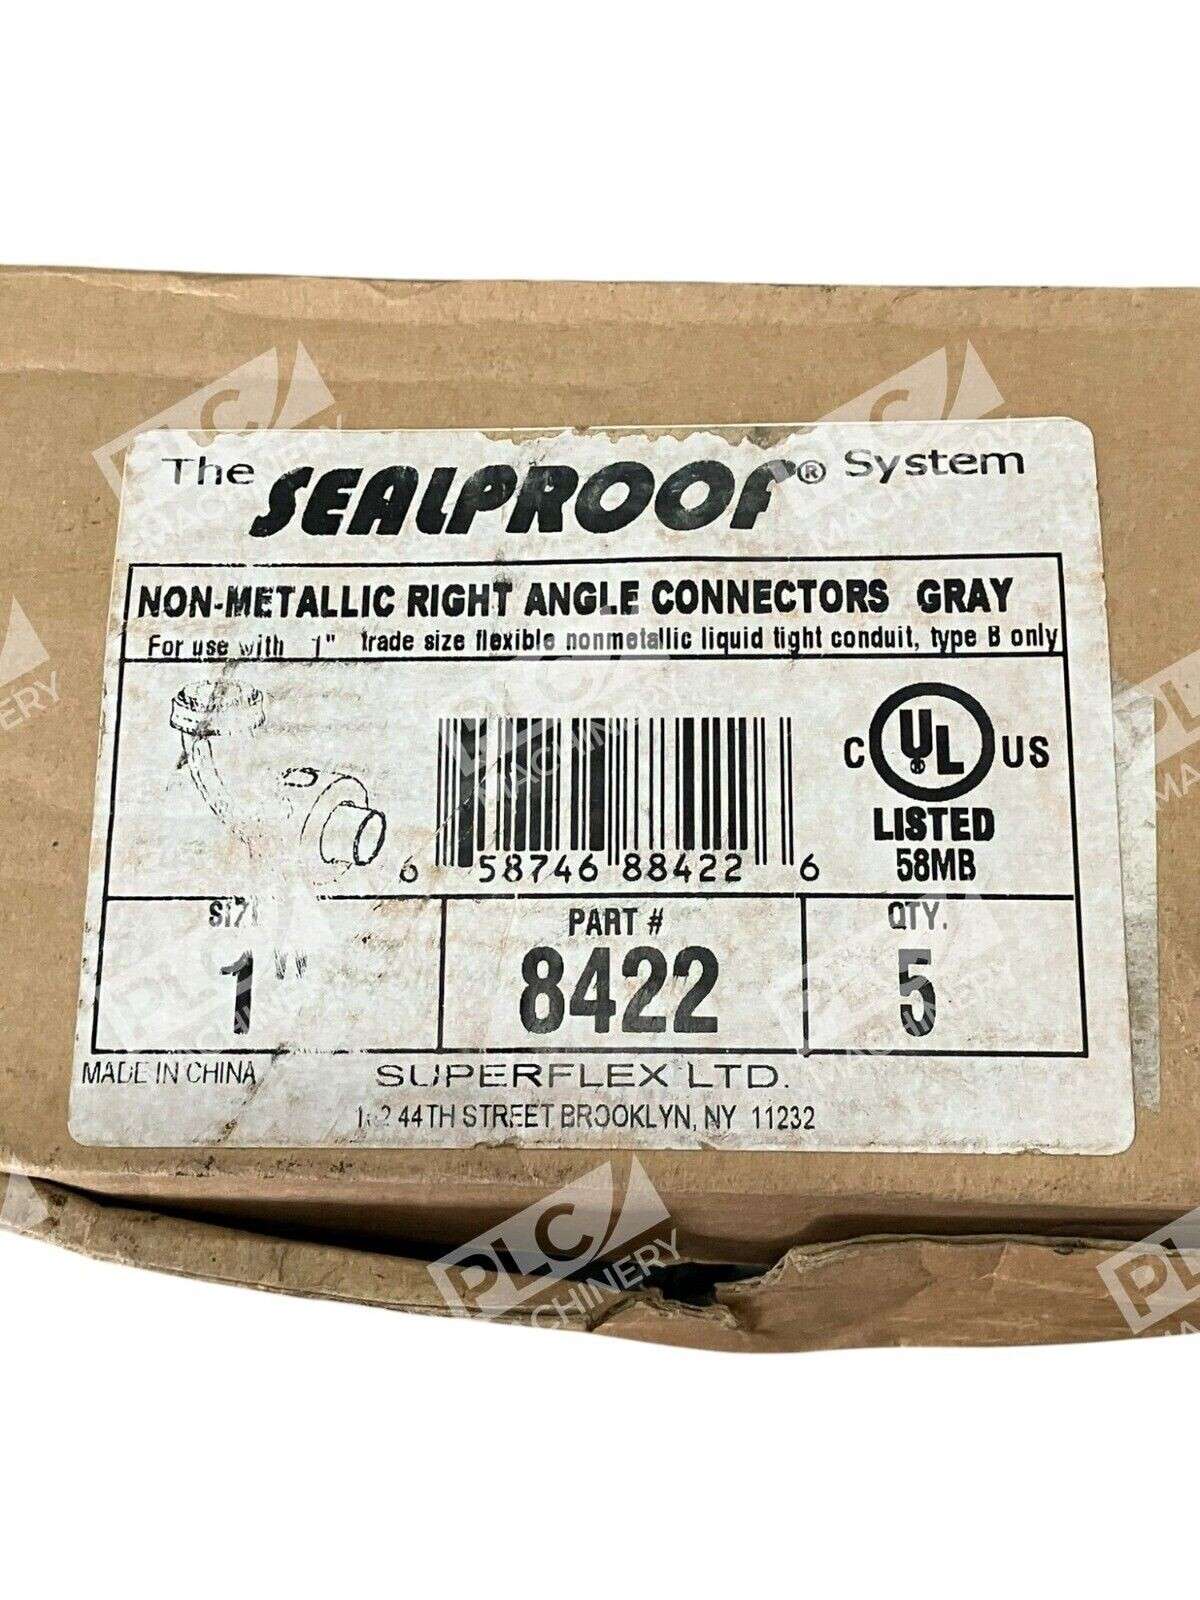 The SEALPROOF® System
NON-METALLIC RIGHT ANGLE CONNECTORS GRAY
For use with 1" trade size flexible nonmetallic liquid tight conduit, type B only
C UL® US
LISTED
58MB
6 58746 88422 6
SIZE
1"
PART #
8422
QTY.
5
MADE IN CHINA
SUPERFLEX LTD.
44TH STREET BROOKLYN, NY 11232
PLC MACHINERY